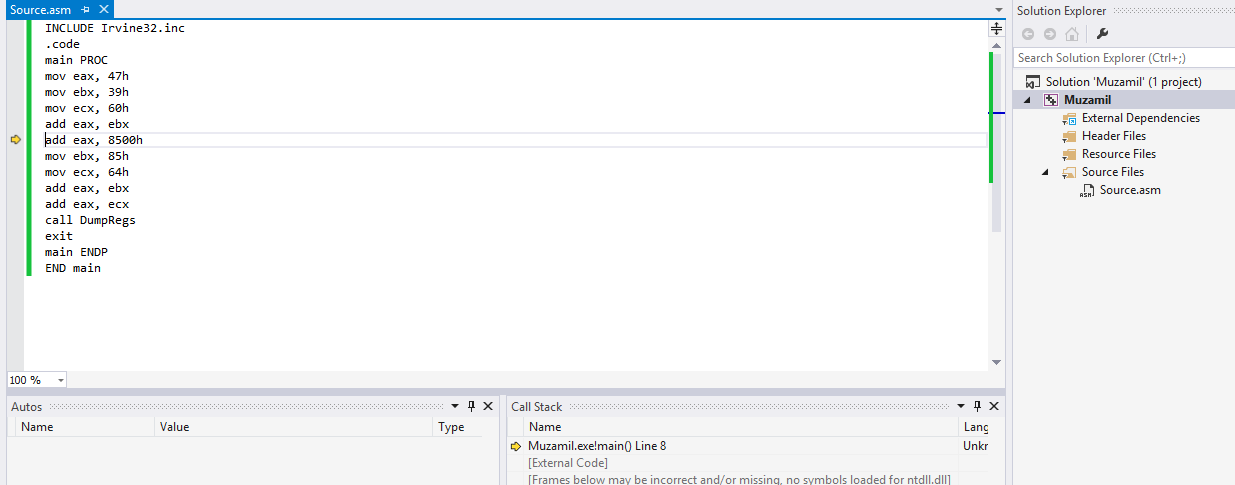 Source.asm
INCLUDE Irvine32.inc
.code
main PROC
mov eax, 47h
mov ebx, 39h
mov ecx, 60h
add eax, ebx
add eax, 8500h
mov ebx, 85h
mov ecx, 64h
add eax, ebx
add eax, ecx
call DumpRegs
exit
main ENDP
END main
100 %
Autos
Name Value Type
Call Stack
Name Lang
Muzamil.exe!main() Line 8 Unkr
[External Code]
[Frames below may be incorrect and/or missing, no symbols loaded for ntdll.dll]
Solution Explorer
Search Solution Explorer (Ctrl+;)
Solution 'Muzamil' (1 project)
Muzamil
External Dependencies
Header Files
Resource Files
Source Files
ASM Source.asm